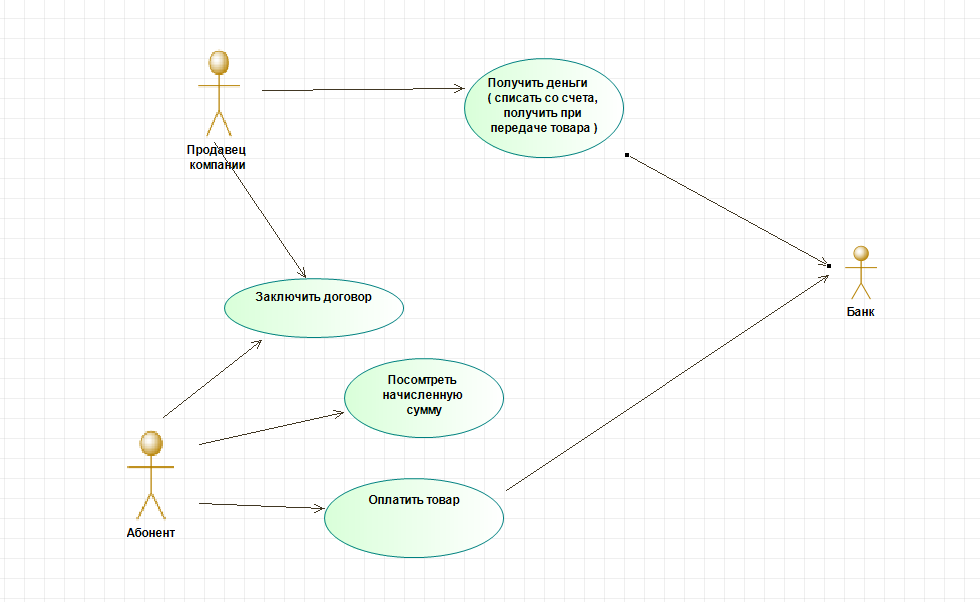 Получить деньги
( списать со счета,
получить при
передаче товара )
Продавец
компании
Заключить договор
Банк
Посомтреть
начисленную
сумму
Оплатить товар
Абонент